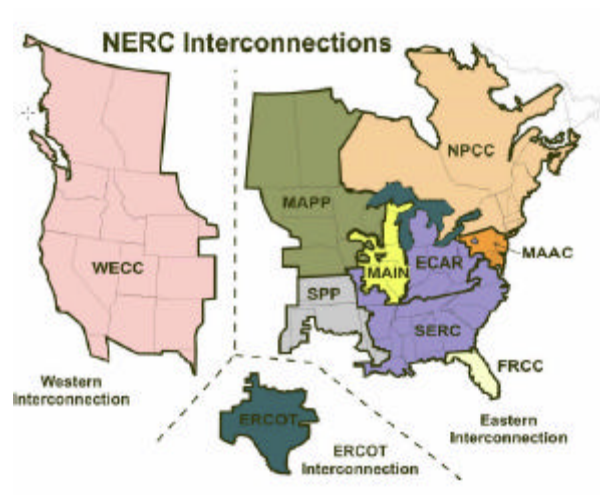 NERC Interconnections
NPCC
MAPP
MAAC
WECC
MAIN
ECAR
SPP
SERC
FRCC
Western
Interconnection
ERCOT
Eastern
Interconnection
ERCOT
Interconnection